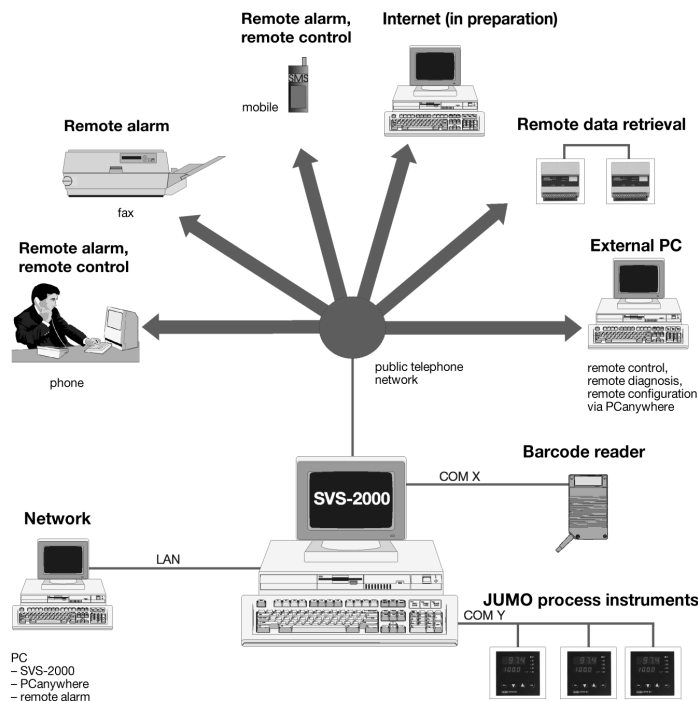 Remote alarm,
remote control
Internet (in preparation)
SMS
mobile
Remote alarm
Remote data retrieval
fax
Remote alarm,
remote control
External PC
phone
public telephone
network
remote control,
remote diagnosis,
remote configuration
via PCanywhere
Barcode reader
COM X
SVS-2000
Network
LAN
JUMO process instruments
COM Y
PC
– SVS-2000
– PCanywhere
– remote alarm